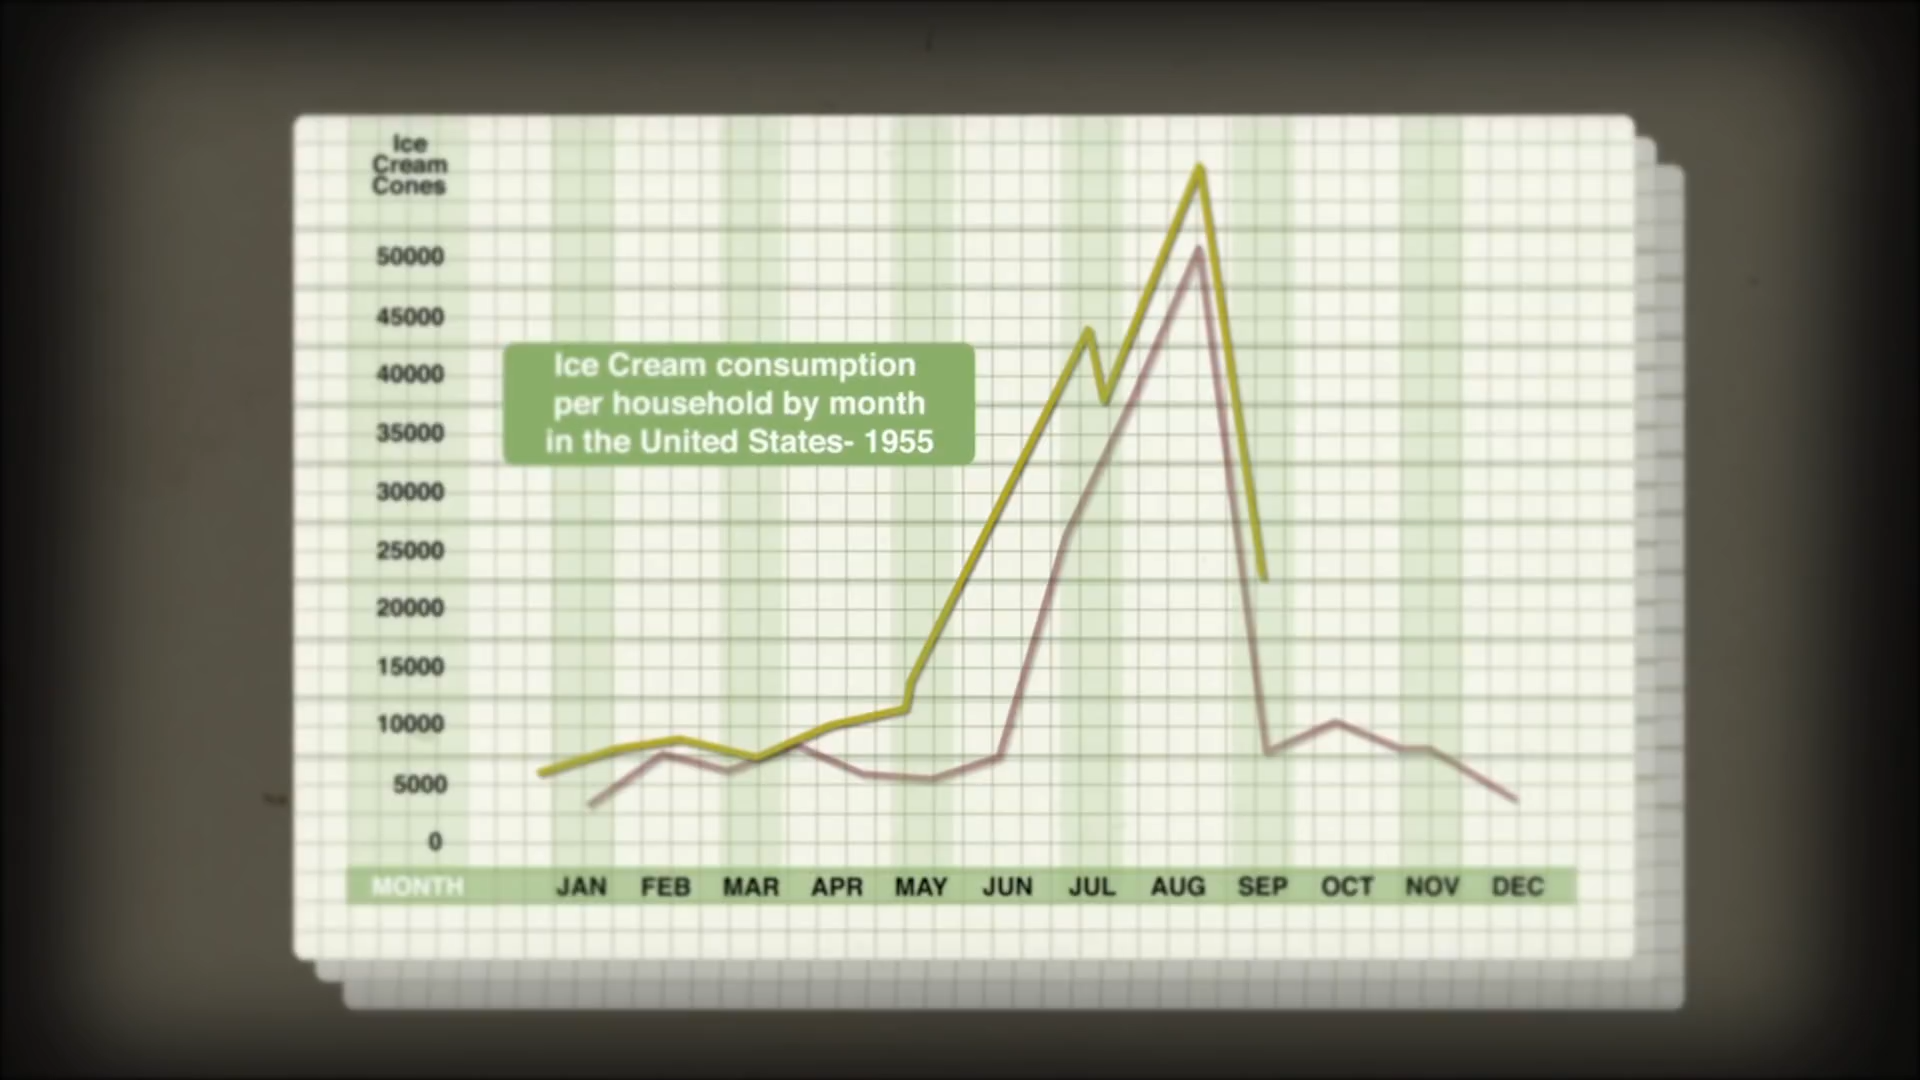 Ice
Cream
Cones
50000
45000
40000
35000
30000
25000
20000
15000
10000
5000
0
Ice Cream consumption
per household by month
in the United States- 1955
MONTH JAN FEB MAR APR MAY JUN JUL AUG SEP OCT NOV DEC